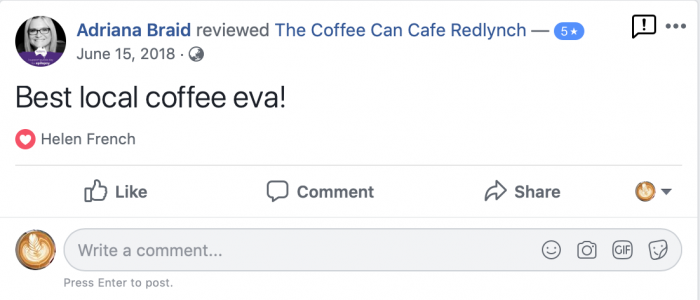 Adriana Braid reviewed The Coffee Can Cafe Redlynch — 5★
June 15, 2018 ·
Best local coffee eva!
Helen French
Like Comment Share
Write a comment... GIF
Press Enter to post.